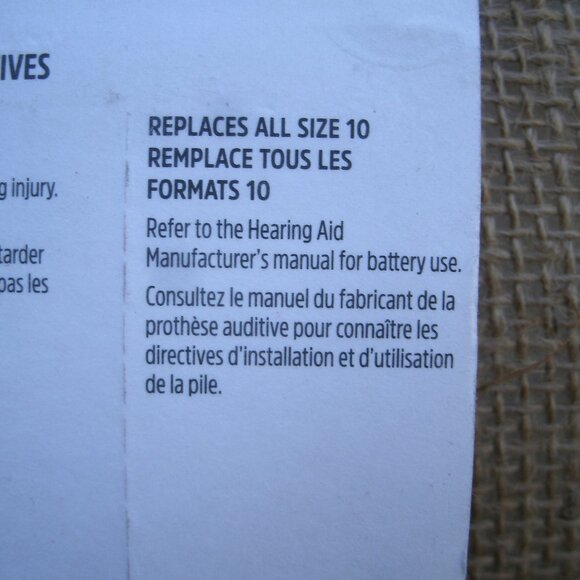 IVES
g injury.
tarder
pas les
REPLACES ALL SIZE 10
REMPLACE TOUS LES
FORMATS 10
Refer to the Hearing Aid
Manufacturer's manual for battery use.
Consultez le manuel du fabricant de la
prothèse auditive pour connaître les
directives d'installation et d'utilisation
de la pile.